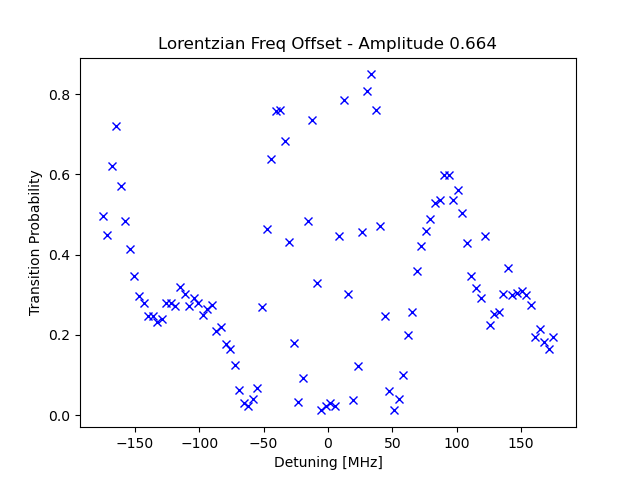 Lorentzian Freq Offset - Amplitude 0.664
0.8
0.6
0.4
0.2
0.0
Transition Probability
−150 −100 −50 0 50 100 150
Detuning [MHz]